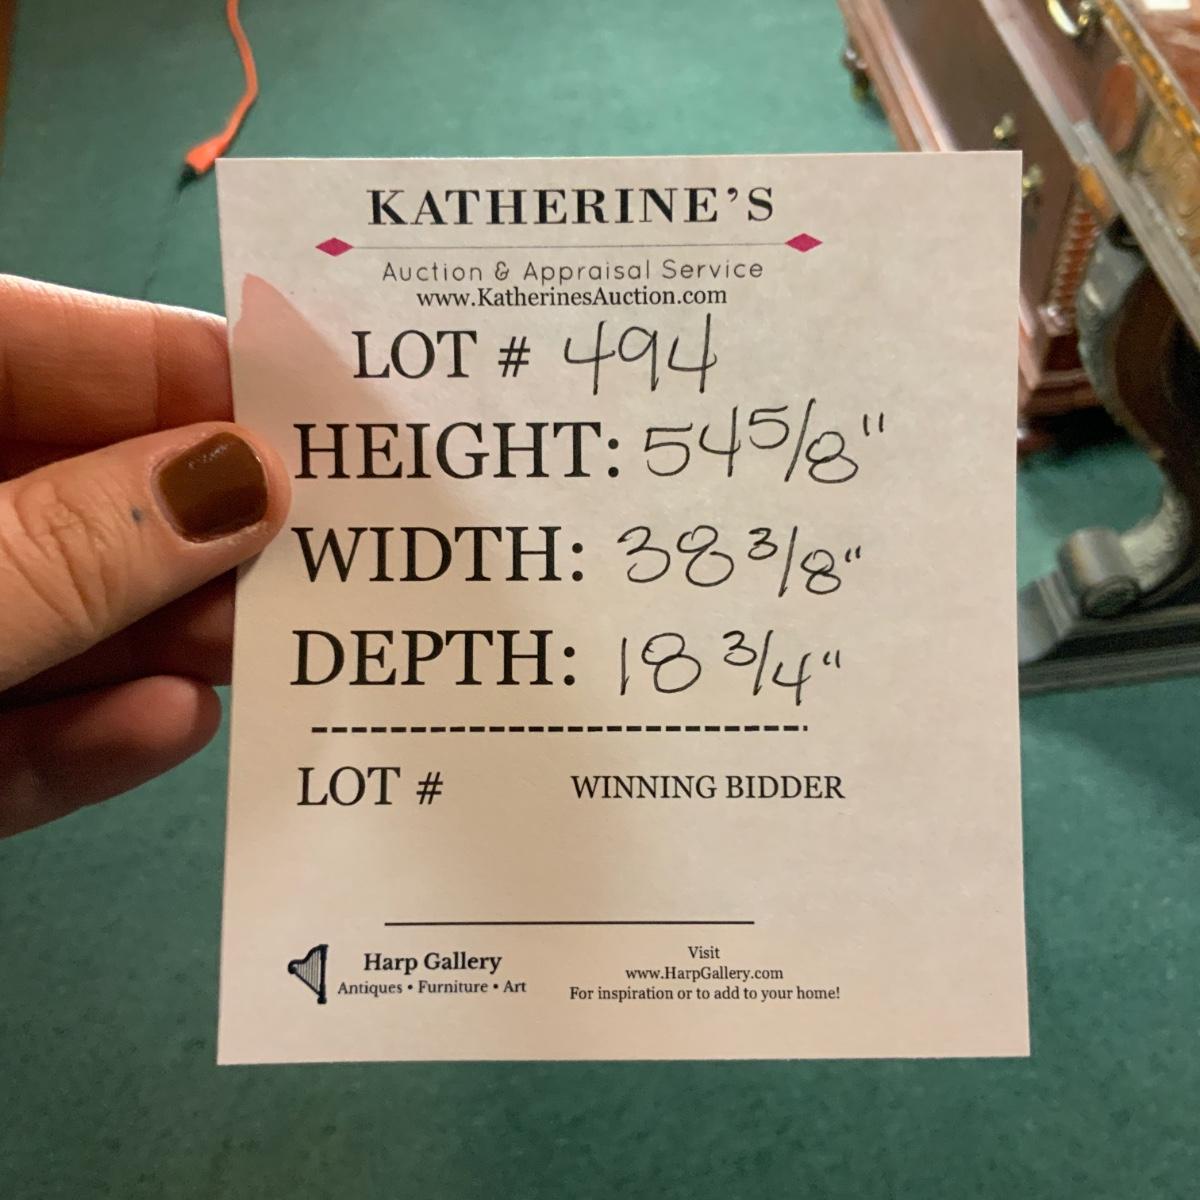 KATHERINE'S
Auction & Appraisal Service
www.KatherinesAuction.com
LOT # 494
HEIGHT: 54 5/8"
WIDTH: 38 3/8"
DEPTH: 18 3/4"
LOT # WINNING BIDDER
Harp Gallery
Antiques • Furniture • Art
Visit
www.HarpGallery.com
For inspiration or to add to your home!